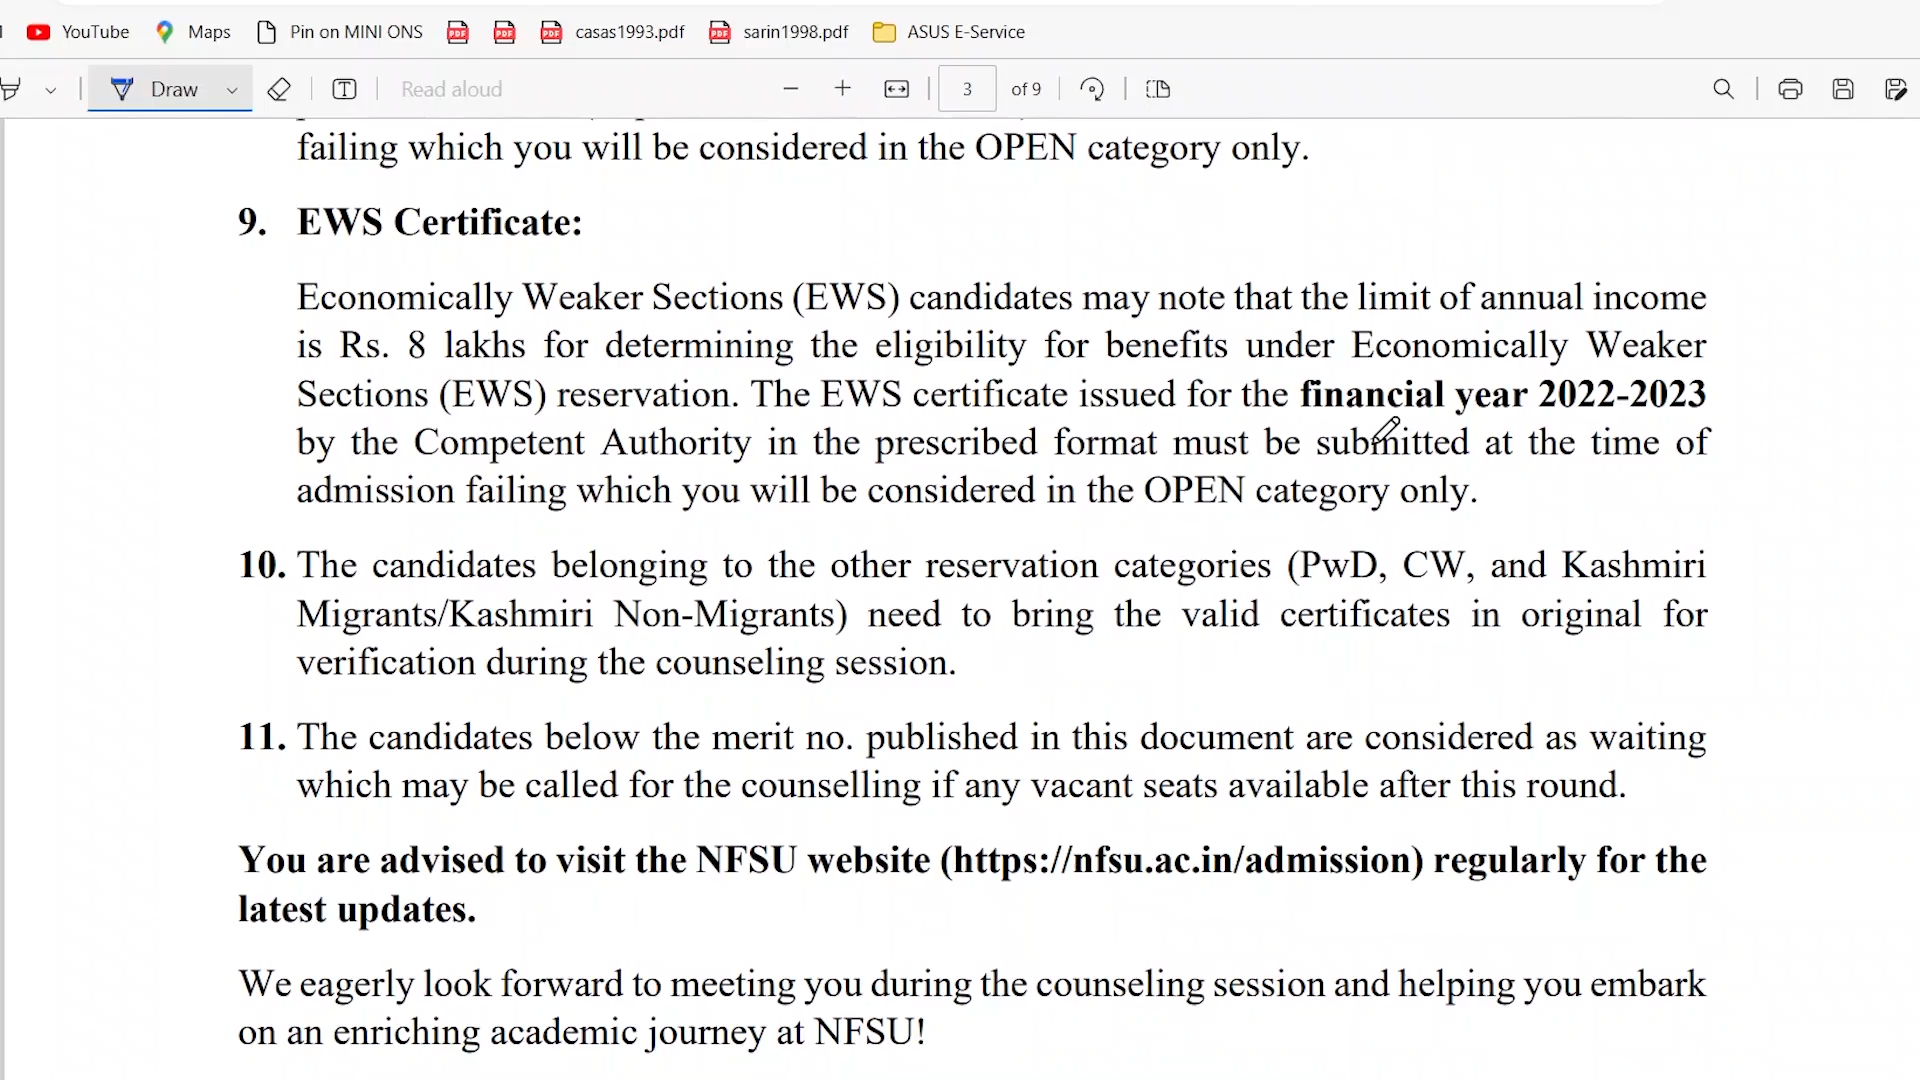 YouTube Maps Pin on MINI ONS PDF PDF PDF casas1993.pdf PDF sarin1998.pdf ASUS E-Service
Draw Read aloud 3 of 9
failing which you will be considered in the OPEN category only.
9. EWS Certificate:
Economically Weaker Sections (EWS) candidates may note that the limit of annual income
is Rs. 8 lakhs for determining the eligibility for benefits under Economically Weaker
Sections (EWS) reservation. The EWS certificate issued for the financial year 2022-2023
by the Competent Authority in the prescribed format must be submitted at the time of
admission failing which you will be considered in the OPEN category only.
10. The candidates belonging to the other reservation categories (PwD, CW, and Kashmiri
Migrants/Kashmiri Non-Migrants) need to bring the valid certificates in original for
verification during the counseling session.
11. The candidates below the merit no. published in this document are considered as waiting
which may be called for the counselling if any vacant seats available after this round.
You are advised to visit the NFSU website (https://nfsu.ac.in/admission) regularly for the
latest updates.
We eagerly look forward to meeting you during the counseling session and helping you embark
on an enriching academic journey at NFSU!